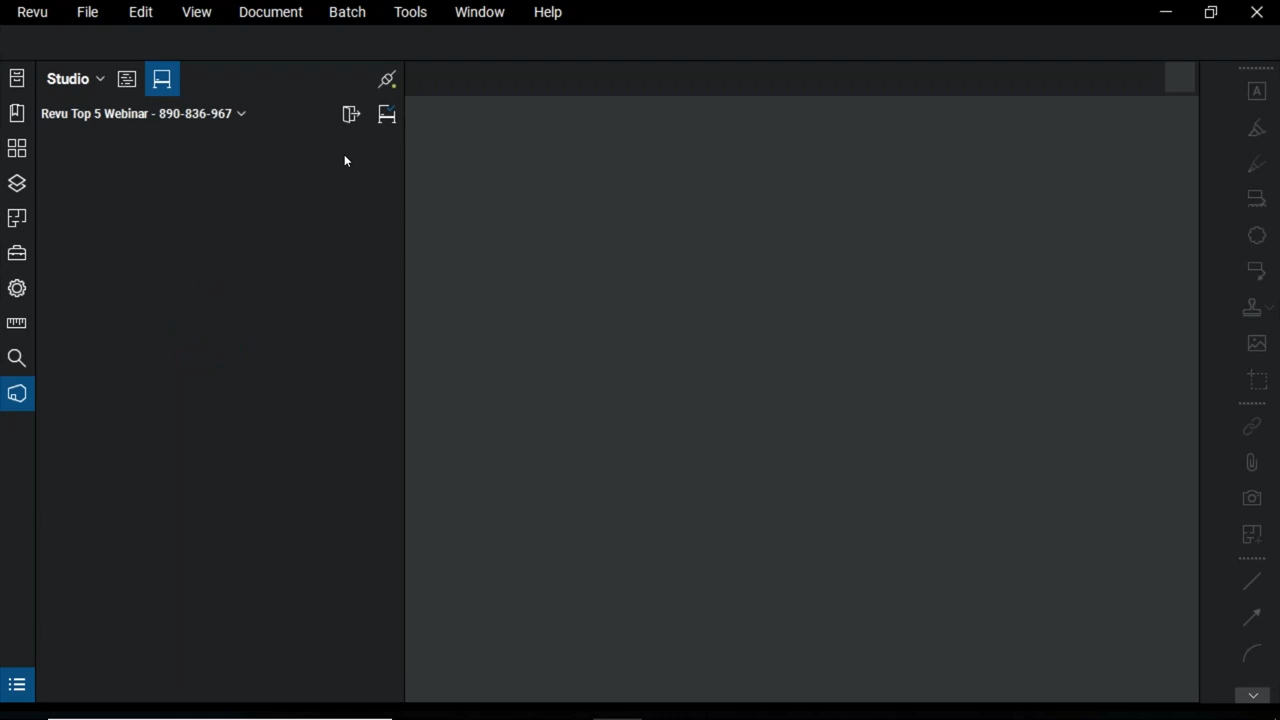 Revu File Edit View Document Batch Tools Window Help
Studio
Revu Top 5 Webinar - 890-836-967
A